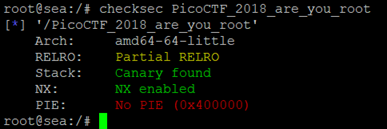 root@sea:/# checksec PicoCTF_2018_are_you_root
[*] '/PicoCTF_2018_are_you_root'
Arch: amd64-64-little
RELRO: Partial RELRO
Stack: Canary found
NX: NX enabled
PIE: No PIE (0x400000)
root@sea:/#